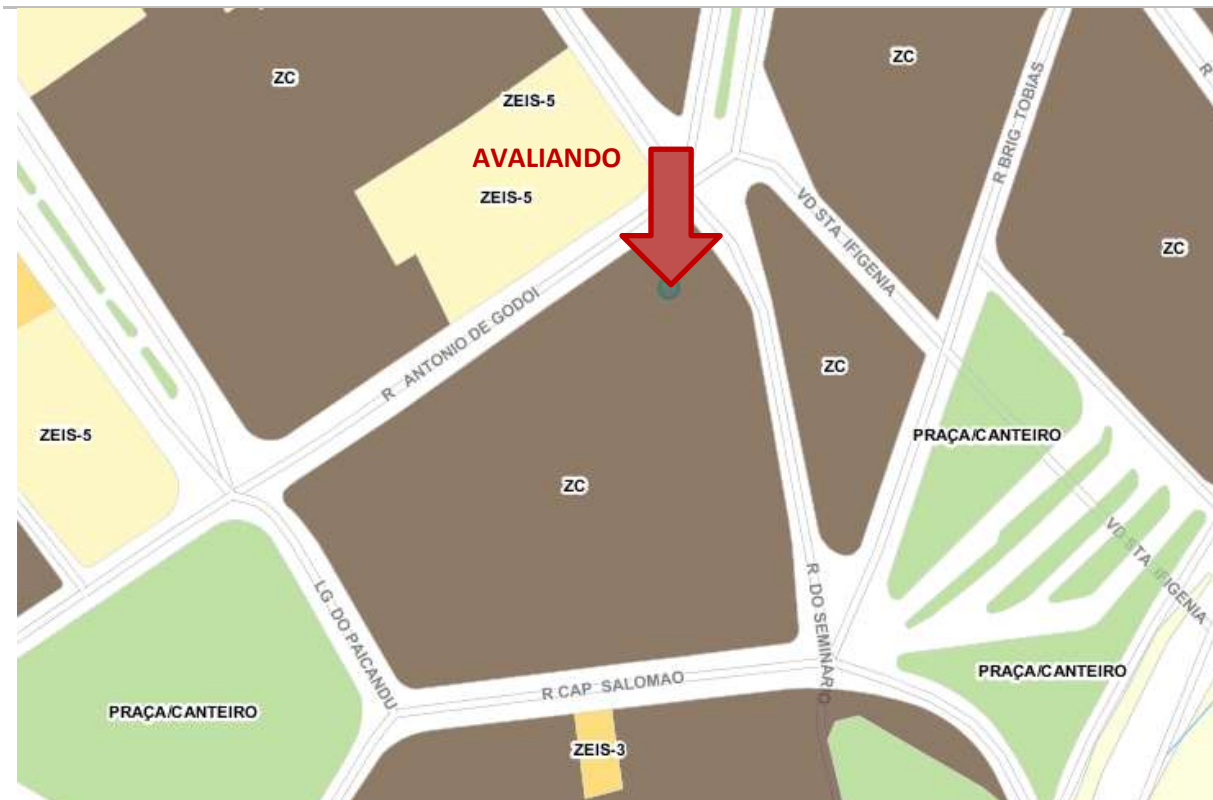 ZC
ZC
R
ZEIS-5
R BRIG TOBIAS
AVALIANDO
ZEIS-5
VD STA IFIGENIA
ZC
R ANTONIO DE GODOI
ZC
ZEIS-5
PRAÇA/CANTEIRO
ZC
VD STA IFIGENIA
LG DO PAICANDU
R DO SEMINARIO
PRAÇA/CANTEIRO
R CAP SALOMAO
PRAÇA/CANTEIRO
ZEIS-3